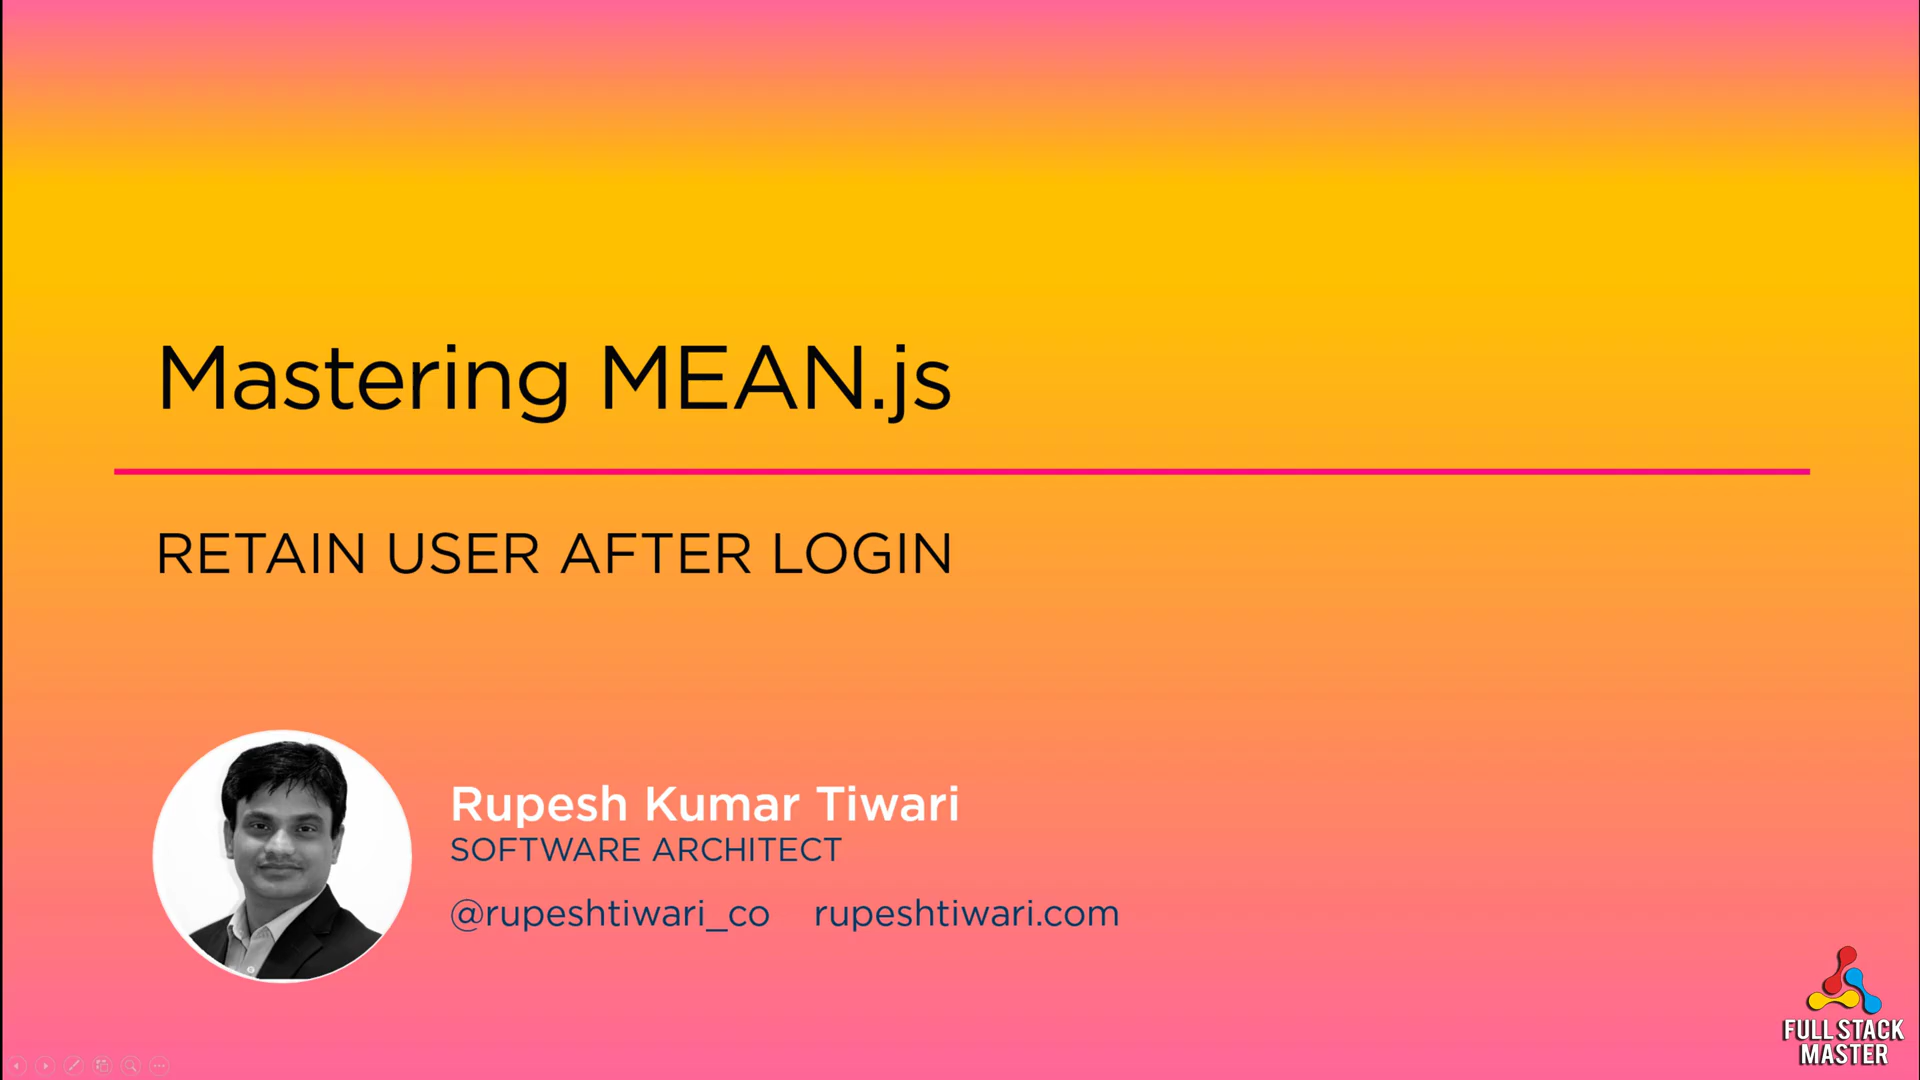 Mastering MEAN.js
RETAIN USER AFTER LOGIN
Rupesh Kumar Tiwari
SOFTWARE ARCHITECT
@rupeshtiwari_co rupeshtiwari.com
FULL STACK
MASTER